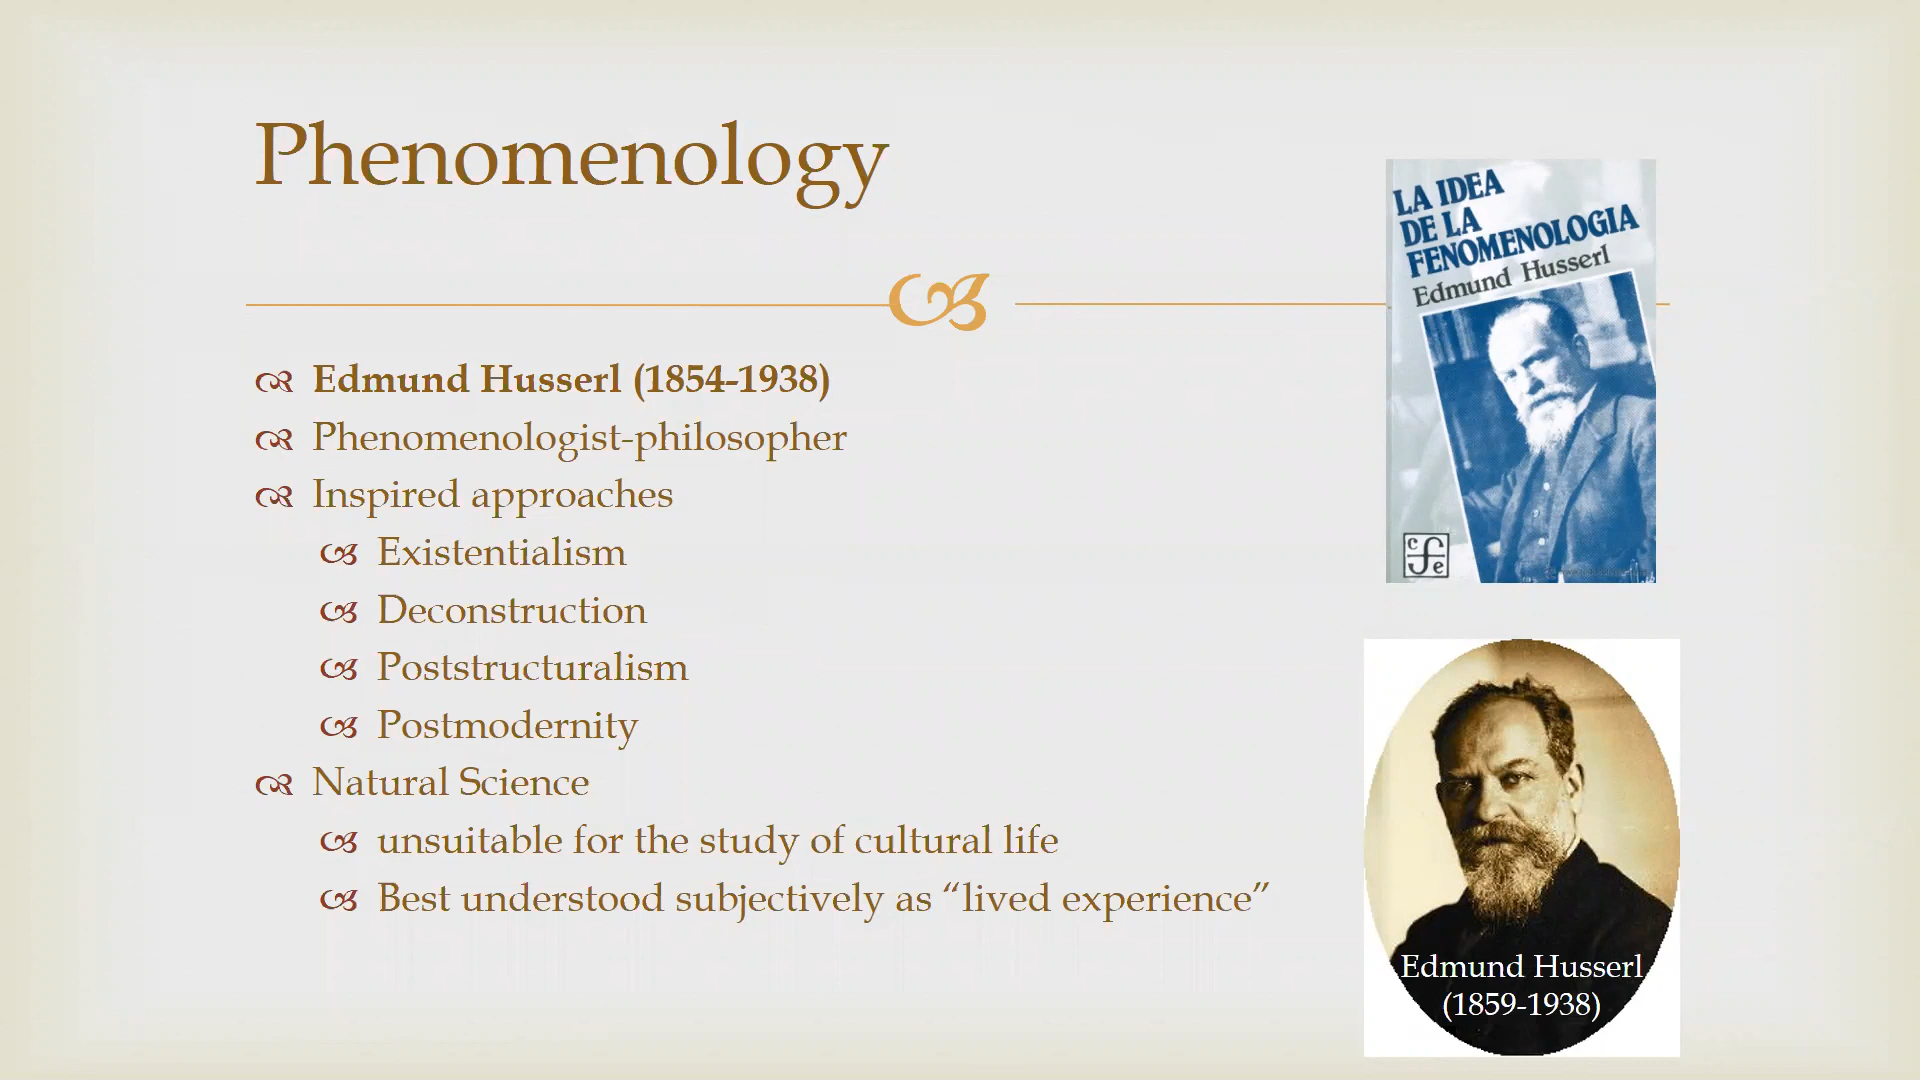 Phenomenology
Edmund Husserl (1854-1938)
Phenomenologist-philosopher
Inspired approaches
Existentialism
Deconstruction
Poststructuralism
Postmodernity
Natural Science
unsuitable for the study of cultural life
Best understood subjectively as “lived experience”
LA IDEA
DE LA
FENOMENOLOGIA
Edmund Husserl
cfe
Edmund Husserl
(1859-1938)